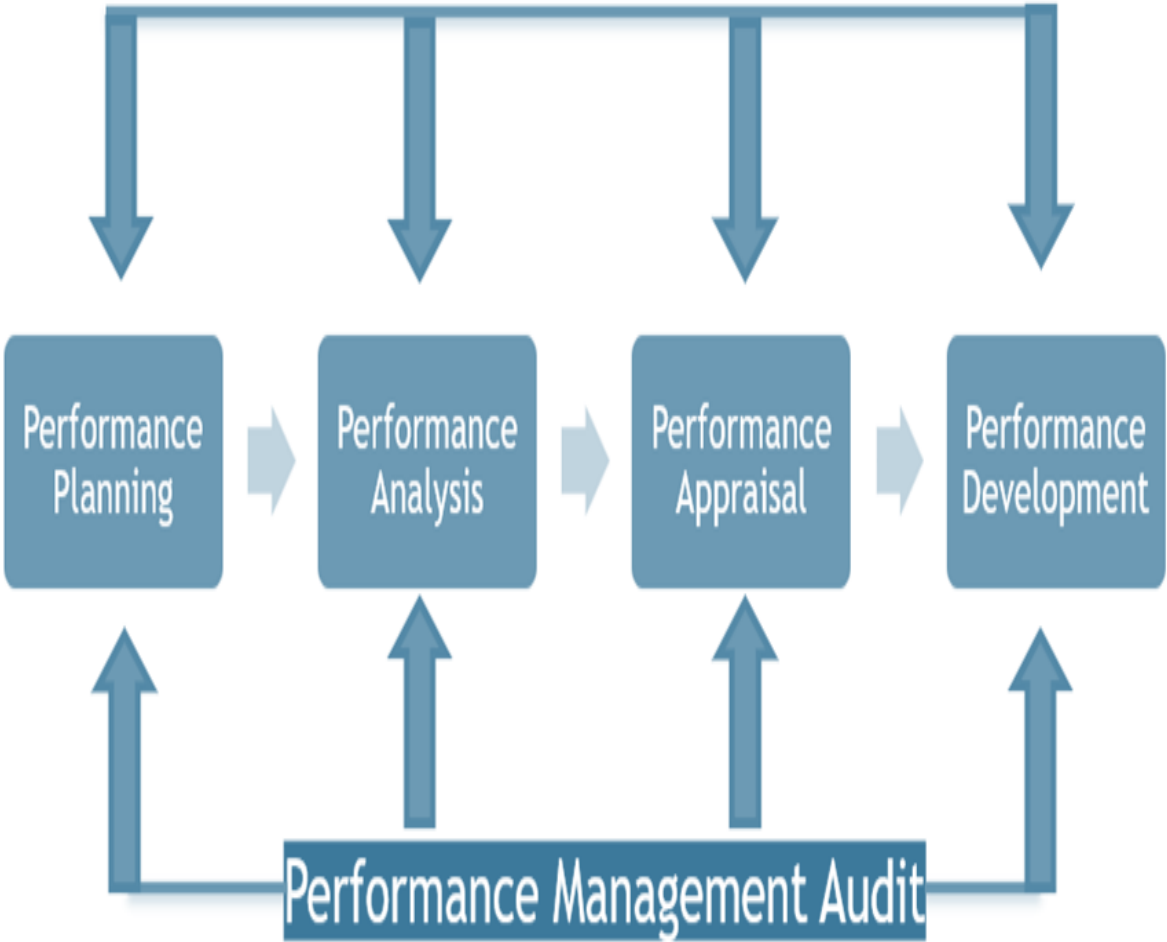 Performance
Planning
Performance
Analysis
Performance
Appraisal
Performance
Development
Performance Management Audit